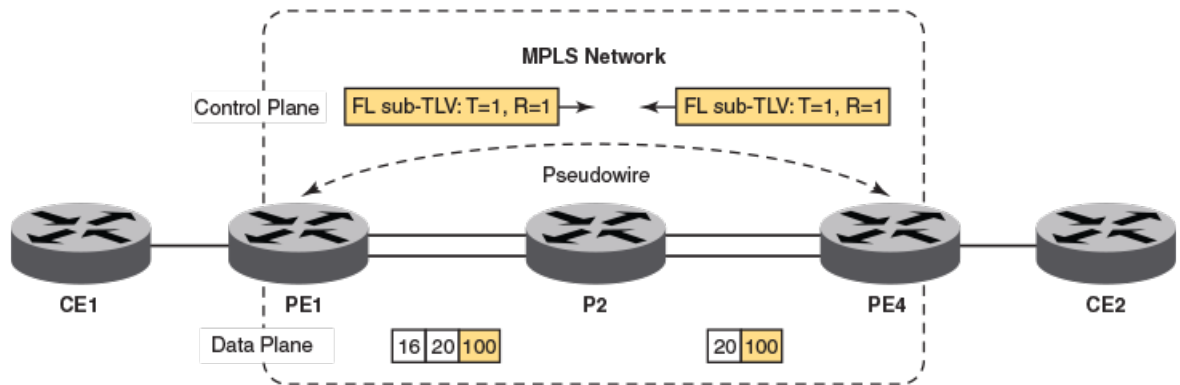 MPLS Network
Control Plane
FL sub-TLV: T=1, R=1
FL sub-TLV: T=1, R=1
Pseudowire
CE1
PE1
P2
PE4
CE2
Data Plane
16 20 100
20 100